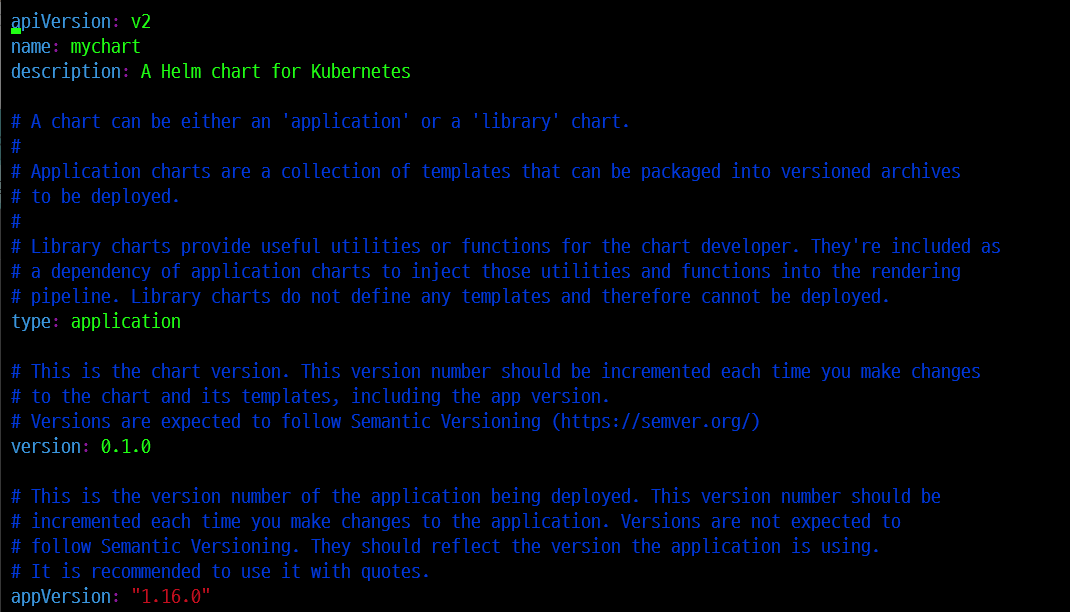 apiVersion: v2
name: mychart
description: A Helm chart for Kubernetes
# A chart can be either an 'application' or a 'library' chart.
#
# Application charts are a collection of templates that can be packaged into versioned archives
# to be deployed.
#
# Library charts provide useful utilities or functions for the chart developer. They're included as
# a dependency of application charts to inject those utilities and functions into the rendering
# pipeline. Library charts do not define any templates and therefore cannot be deployed.
type: application
# This is the chart version. This version number should be incremented each time you make changes
# to the chart and its templates, including the app version.
# Versions are expected to follow Semantic Versioning (https://semver.org/)
version: 0.1.0
# This is the version number of the application being deployed. This version number should be
# incremented each time you make changes to the application. Versions are not expected to
# follow Semantic Versioning. They should reflect the version the application is using.
# It is recommended to use it with quotes.
appVersion: "1.16.0"